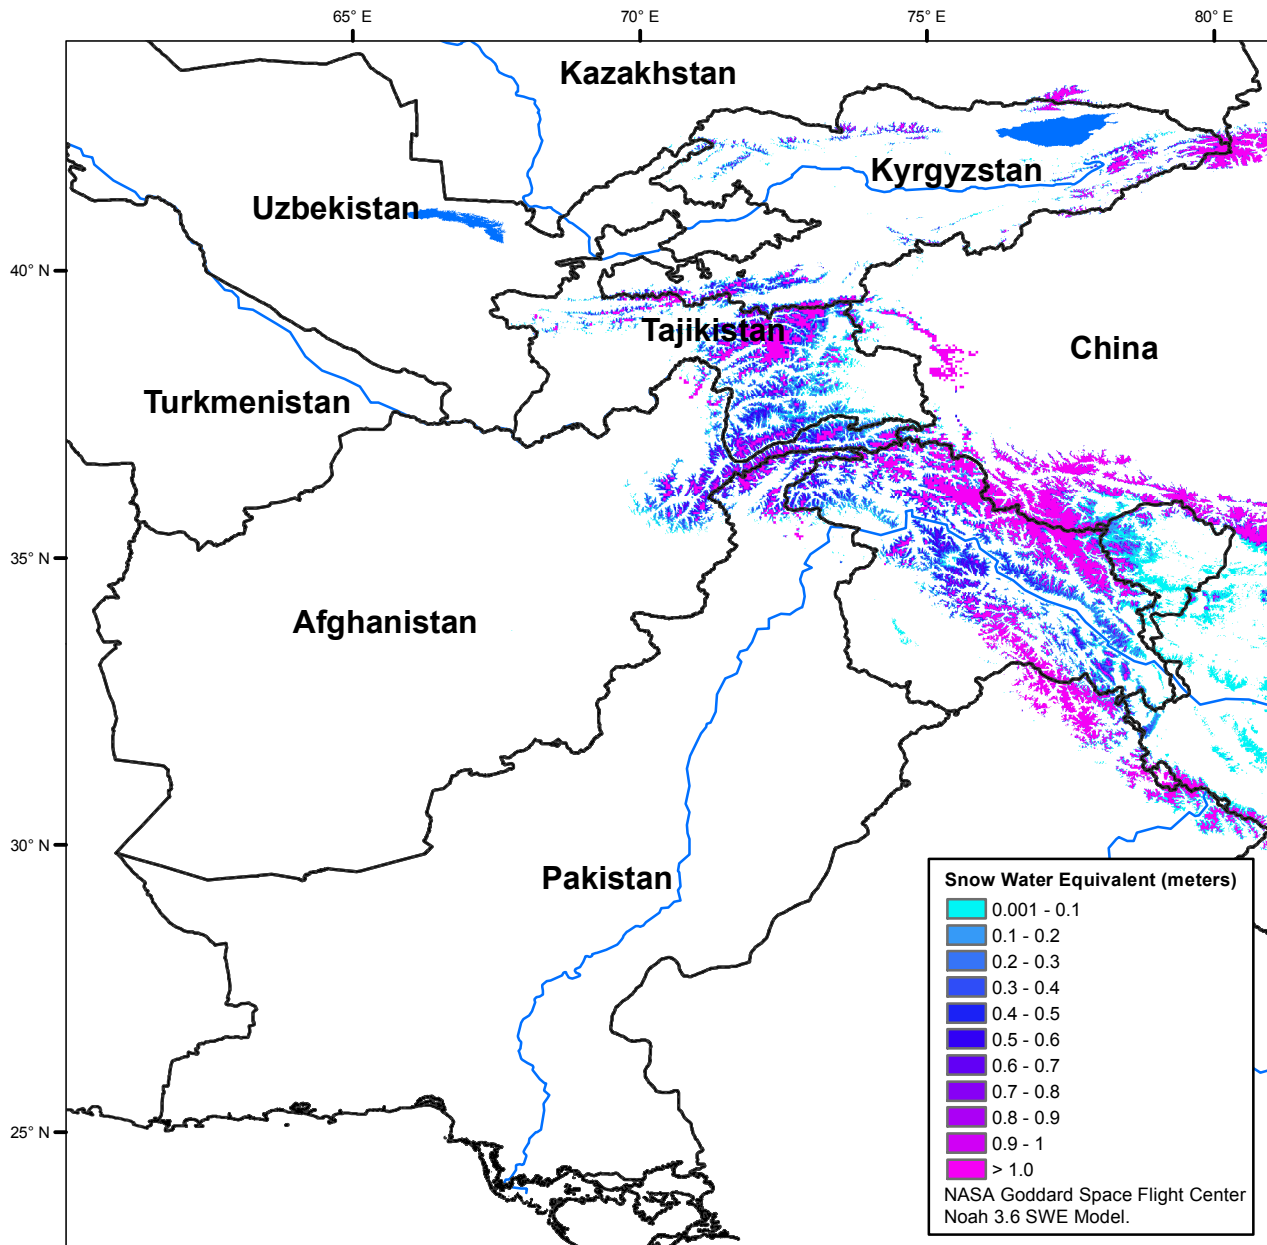 65° E
70° E
75° E
80° E
Kazakhstan
Kyrgyzstan
Uzbekistan
40° N
Tajikistan
China
Turkmenistan
35° N
Afghanistan
30° N
Pakistan
Snow Water Equivalent (meters)
0.001 - 0.1
0.1 - 0.2
0.2 - 0.3
0.3 - 0.4
0.4 - 0.5
0.5 - 0.6
0.6 - 0.7
0.7 - 0.8
0.8 - 0.9
0.9 - 1
> 1.0
NASA Goddard Space Flight Center
Noah 3.6 SWE Model.
25° N